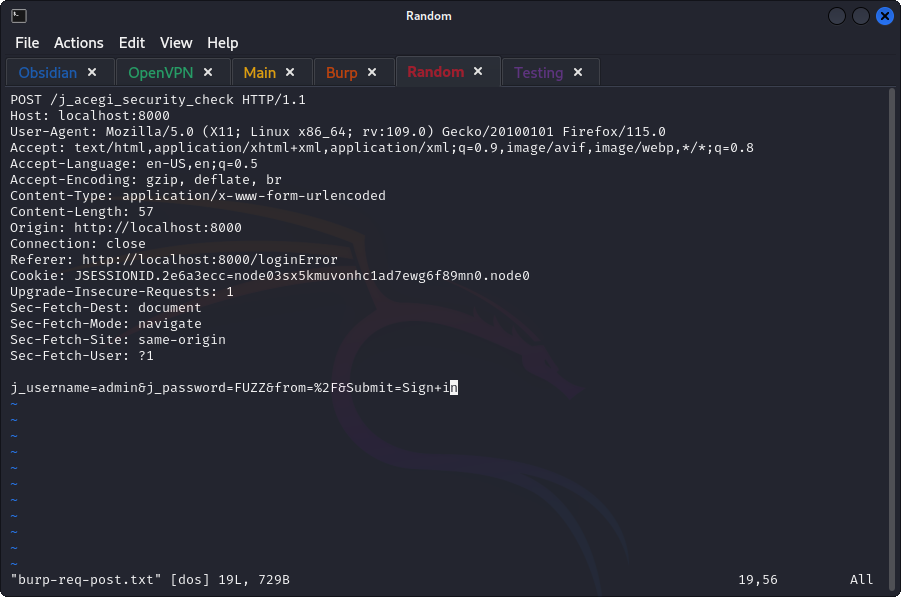 Random
File Actions Edit View Help
Obsidian × OpenVPN × Main × Burp × Random × Testing ×
POST /j_acegi_security_check HTTP/1.1
Host: localhost:8000
User-Agent: Mozilla/5.0 (X11; Linux x86_64; rv:109.0) Gecko/20100101 Firefox/115.0
Accept: text/html,application/xhtml+xml,application/xml;q=0.9,image/avif,image/webp,*/*;q=0.8
Accept-Language: en-US,en;q=0.5
Accept-Encoding: gzip, deflate, br
Content-Type: application/x-www-form-urlencoded
Content-Length: 57
Origin: http://localhost:8000
Connection: close
Referer: http://localhost:8000/loginError
Cookie: JSESSIONID.2e6a3ecc=node03sx5kmuvonhc1ad7ewg6f89mn0.node0
Upgrade-Insecure-Requests: 1
Sec-Fetch-Dest: document
Sec-Fetch-Mode: navigate
Sec-Fetch-Site: same-origin
Sec-Fetch-User: ?1
j_username=admin&j_password=FUZZ&from=%2F&Submit=Sign+in
~
~
~
~
~
~
~
~
~
~
~
"burp-req-post.txt" [dos] 19L, 729B 19,56 All